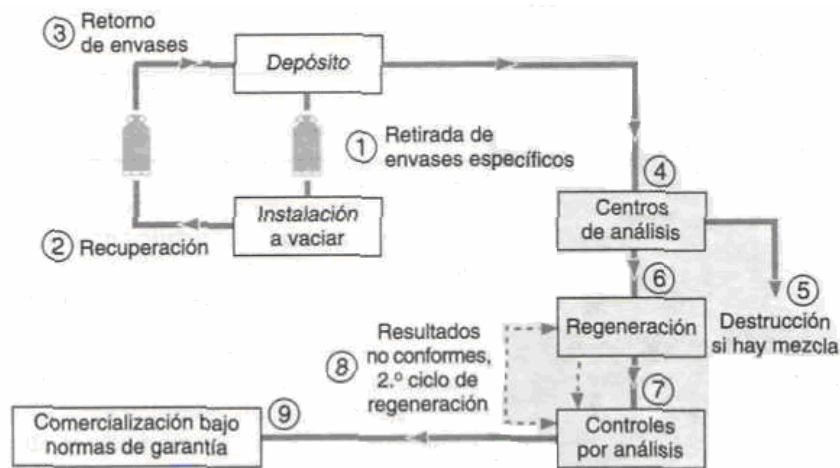 ③ Retorno
de envases
Depósito
① Retirada de
envases específicos
② Recuperación
Instalación
a vaciar
④
Centros
de análisis
⑤
Destrucción
si hay mezcla
⑥
Regeneración
Resultados
no conformes,
⑧ 2.º ciclo de
regeneración
⑦
Controles
por análisis
⑨
Comercialización bajo
normas de garantía